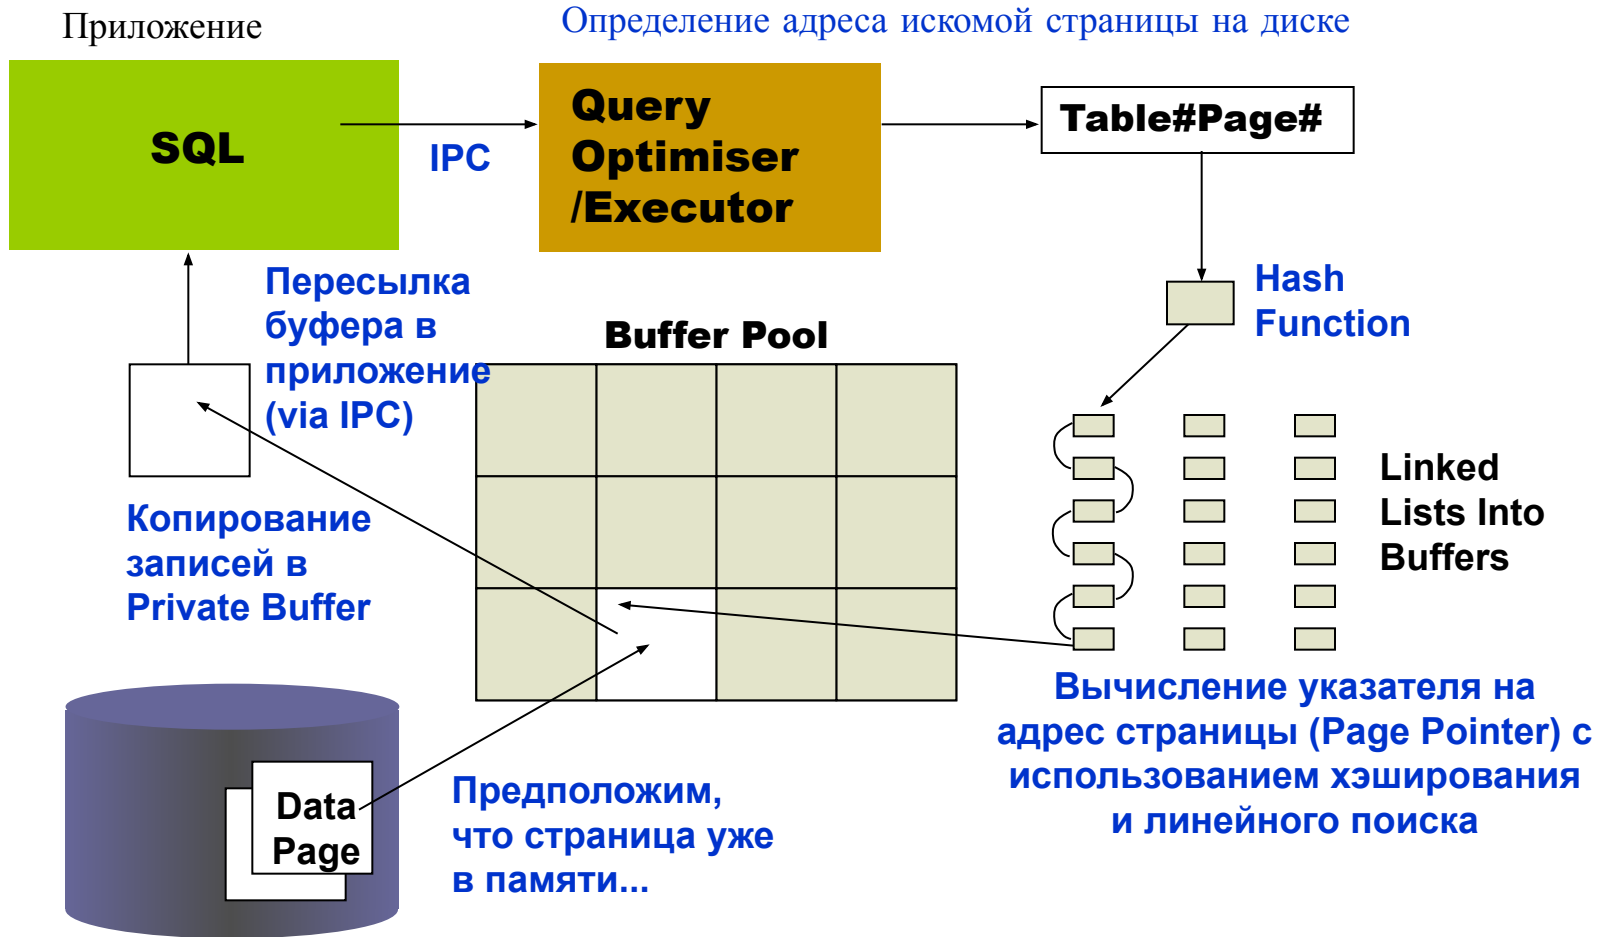 Приложение
Определение адреса искомой страницы на диске
SQL
IPC
Query
Optimiser
/Executor
Table#Page#
Hash
Function
Пересылка
буфера в
приложение
(via IPC)
Buffer Pool
Linked
Lists Into
Buffers
Копирование
записей в
Private Buffer
Вычисление указателя на
адрес страницы (Page Pointer) с
использованием хэширования
и линейного поиска
Data
Page
Предположим,
что страница уже
в памяти...